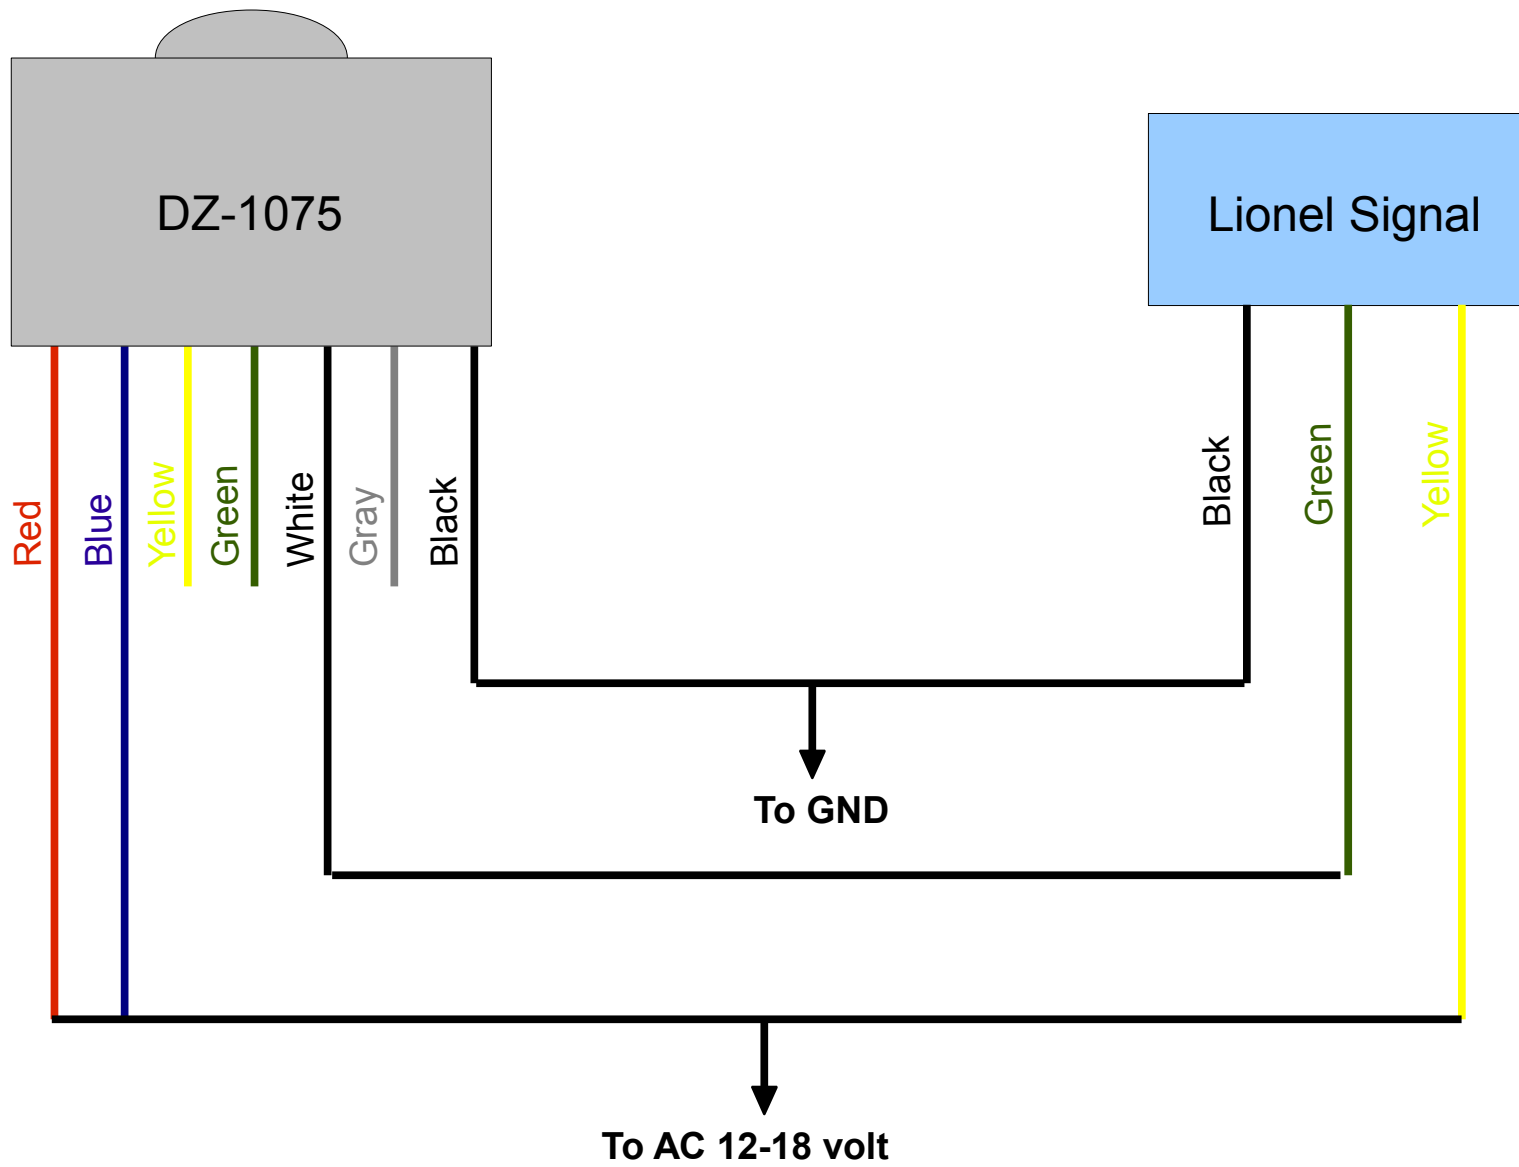 DZ-1075
Lionel Signal
Red
Blue
Yellow
Green
White
Gray
Black
Black
Green
Yellow
To GND
To AC 12-18 volt